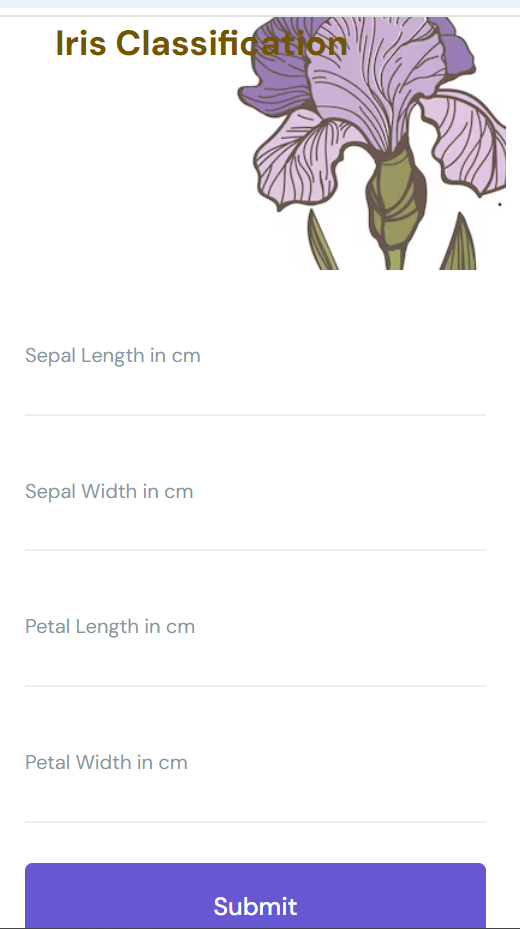 Iris Classification
Sepal Length in cm
Sepal Width in cm
Petal Length in cm
Petal Width in cm
Submit